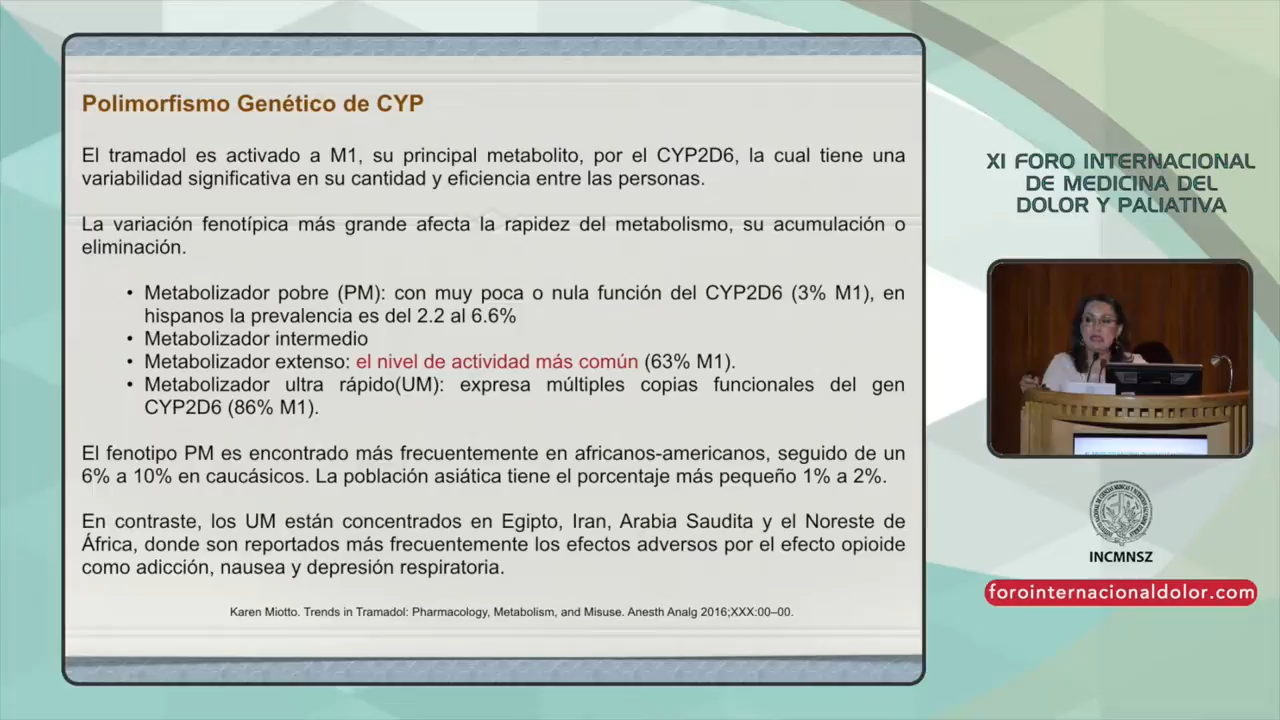 Polimorfismo Genético de CYP
El tramadol es activado a M1, su principal metabolito, por el CYP2D6, la cual tiene una
variabilidad significativa en su cantidad y eficiencia entre las personas.
La variación fenotípica más grande afecta la rapidez del metabolismo, su acumulación o
eliminación.
• Metabolizador pobre (PM): con muy poca o nula función del CYP2D6 (3% M1), en
hispanos la prevalencia es del 2.2 al 6.6%
• Metabolizador intermedio
• Metabolizador extenso: el nivel de actividad más común (63% M1).
• Metabolizador ultra rápido(UM): expresa múltiples copias funcionales del gen
CYP2D6 (86% M1).
El fenotipo PM es encontrado más frecuentemente en africanos-americanos, seguido de un
6% a 10% en caucásicos. La población asiática tiene el porcentaje más pequeño 1% a 2%.
En contraste, los UM están concentrados en Egipto, Iran, Arabia Saudita y el Noreste de
África, donde son reportados más frecuentemente los efectos adversos por el efecto opioide
como adicción, nausea y depresión respiratoria.
Karen Miotto. Trends in Tramadol: Pharmacology, Metabolism, and Misuse. Anesth Analg 2016;XXX:00–00.
XI FORO INTERNACIONAL
DE MEDICINA DEL
DOLOR Y PALIATIVA
INCMNSZ
forointernacionaldolor.com